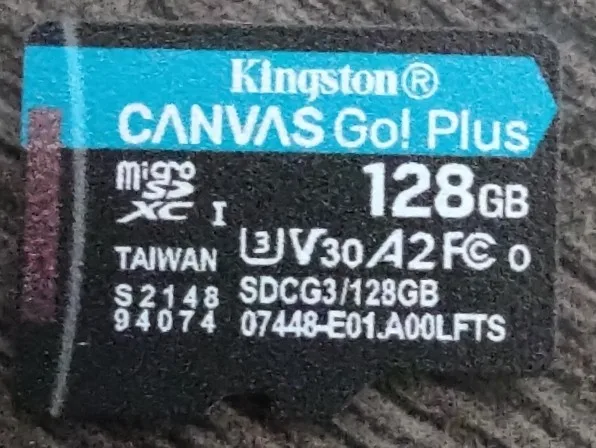 Kingston®
CANVAS Go! Plus
micro SD XC I
128GB
TAIWAN
U3 V30 A2 FC O
S2148
SDCG3/128GB
94074
07448-E01.A00LFTS